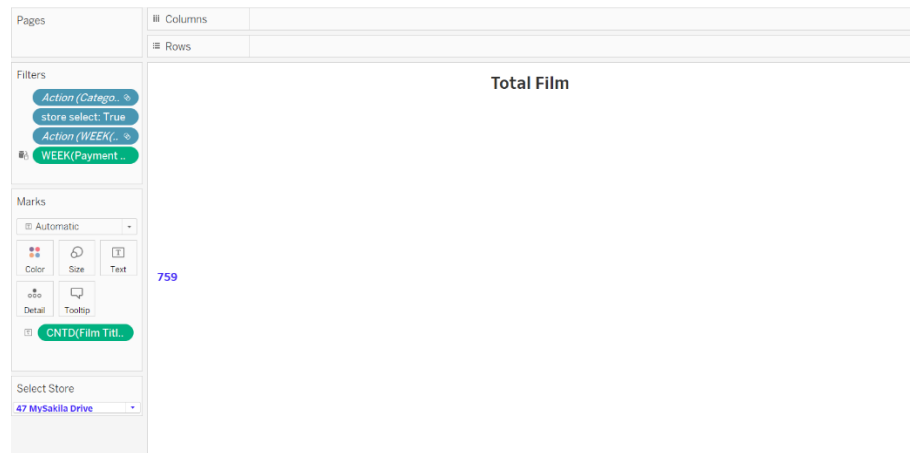 Pages
Columns
Rows
Filters
Action (Catego..
store select: True
Action (WEEK(..
WEEK(Payment ..
Marks
Automatic
Color Size Text
Detail Tooltip
CNTD(Film Titl..
Select Store
47 MySakila Drive
Total Film
759